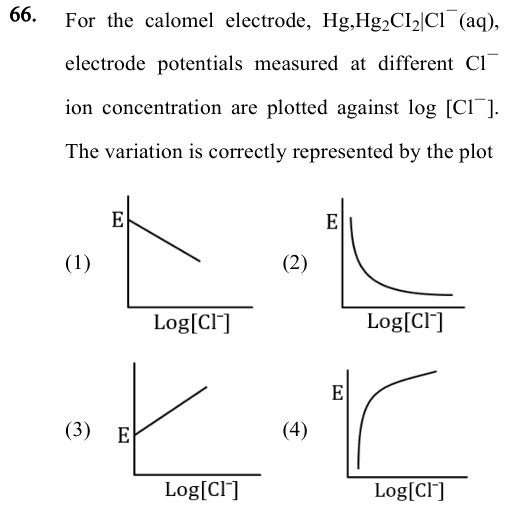 66. For the calomel electrode, Hg,Hg₂CI₂|Cl⁻(aq),
electrode potentials measured at different Cl⁻
ion concentration are plotted against log [Cl⁻].
The variation is correctly represented by the plot
(1) E Log[Cl⁻]
(2) E Log[Cl⁻]
(3) E Log[Cl⁻]
(4) E Log[Cl⁻]